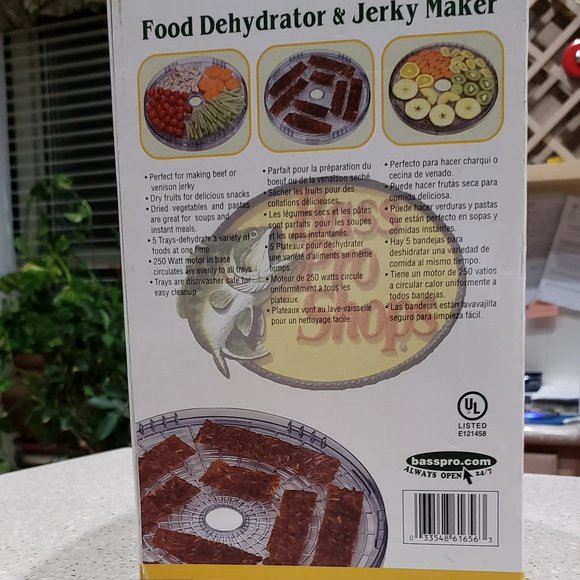 Food Dehydrator & Jerky Maker
• Perfect for making beef or
venison jerky
• Dry fruits for delicious snacks
• Dried vegetables and pastas
are great for soups and
instant meals.
• 5 Trays-dehydrate a variety of
foods at one time.
• 250 Watt motor in base
circulates are evenly to all trays
• Trays are dishwasher safe for
easy cleanup
• Parfait pour la préparation du
boeuf ou de la venaison seché
• Sécher les fruits pour des
collations délicieuses.
• Les légumes secs et les pâtes
sont parfaits pour les soupes
et les repas instantanés.
• 5 Plateaux pour deshydrater
une variété d'aliments en même
temps.
• Moteur de 250 watts circule
uniformément à tous les
plateaux.
• Plateaux vont au lave-vaisselle
pour un nettoyage facile.
• Perfecto para hacer charqui o
cecina de venado.
• Puede hacer frutas seca para
comida deliciosa.
• Puede hacer verduras y pastas
que están perfecto en sopas y
comidas instantes.
• Hay 5 bandejas para
deshidratar una variedad de
comida al mismo tiempo.
• Tiene un motor de 250 vatios
a circular calor uniformente a
todos bandejas.
• Las bandejas están lavavajilla
seguro para limpieza fácil.
Bass
Pro
Shops®
UL
LISTED
E121458
basspro.com
ALWAYS OPEN 24/7
0 33548 61656 3